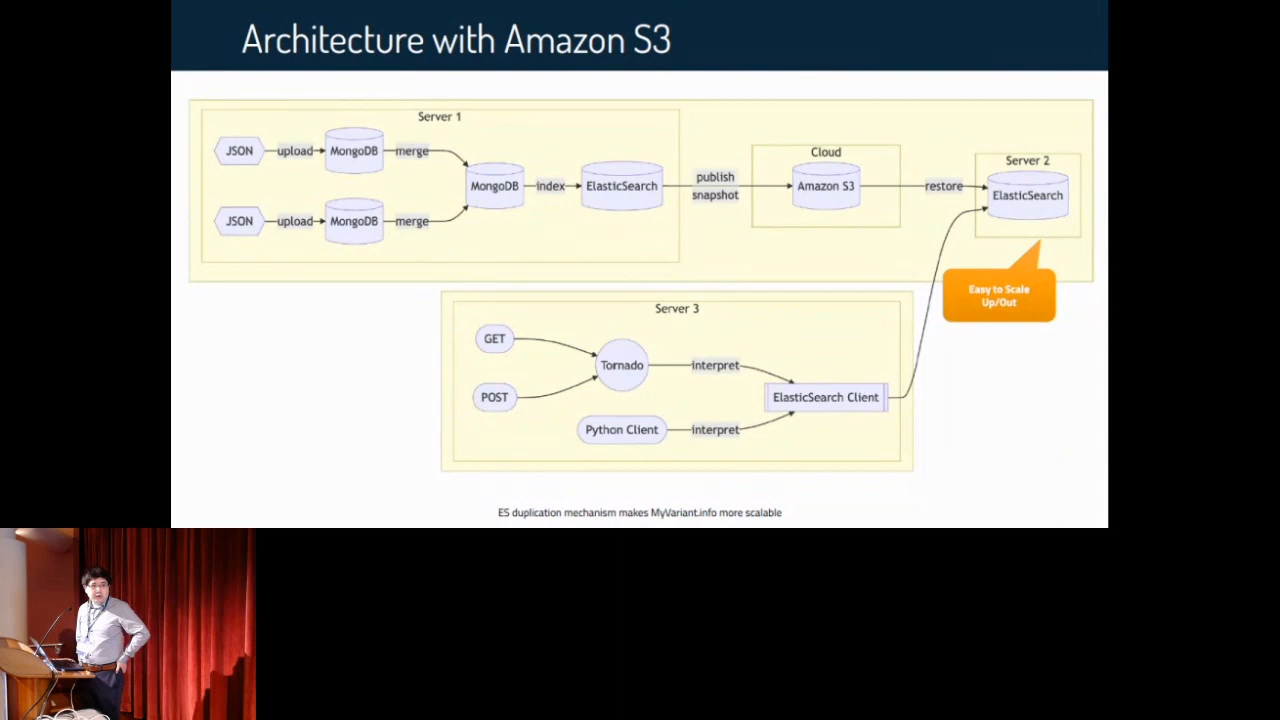 Architecture with Amazon S3
Server 1
JSON
upload
MongoDB
merge
JSON
upload
MongoDB
merge
MongoDB
index
ElasticSearch
publish
snapshot
Cloud
Amazon S3
restore
Server 2
ElasticSearch
Easy to Scale
Up/Out
Server 3
GET
POST
Tornado
interpret
Python Client
interpret
ElasticSearch Client
ES duplication mechanism makes MyVariant.info more scalable